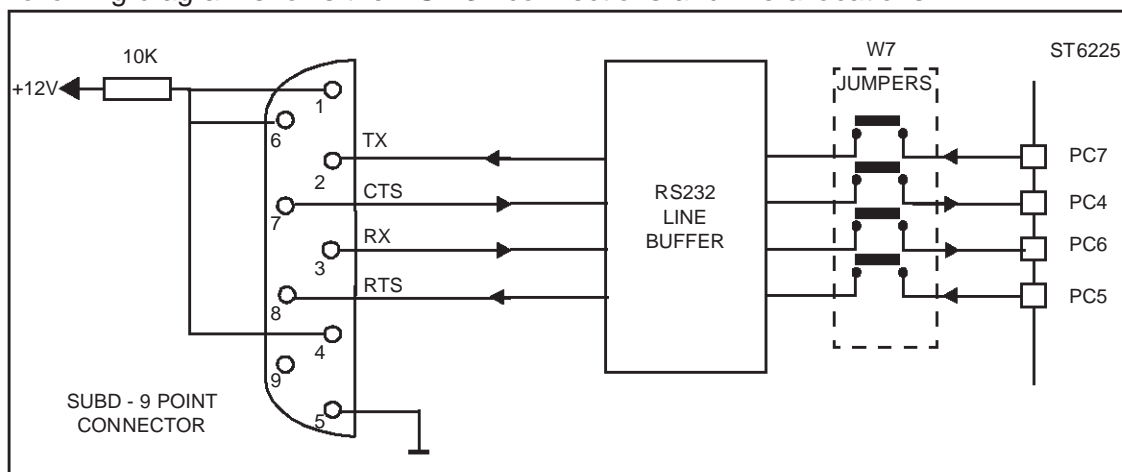 10K
+12V
1
6
2
7
3
8
4
9
5
TX
CTS
RX
RTS
SUBD - 9 POINT
CONNECTOR
RS232
LINE
BUFFER
W7
JUMPERS
ST6225
PC7
PC4
PC6
PC5